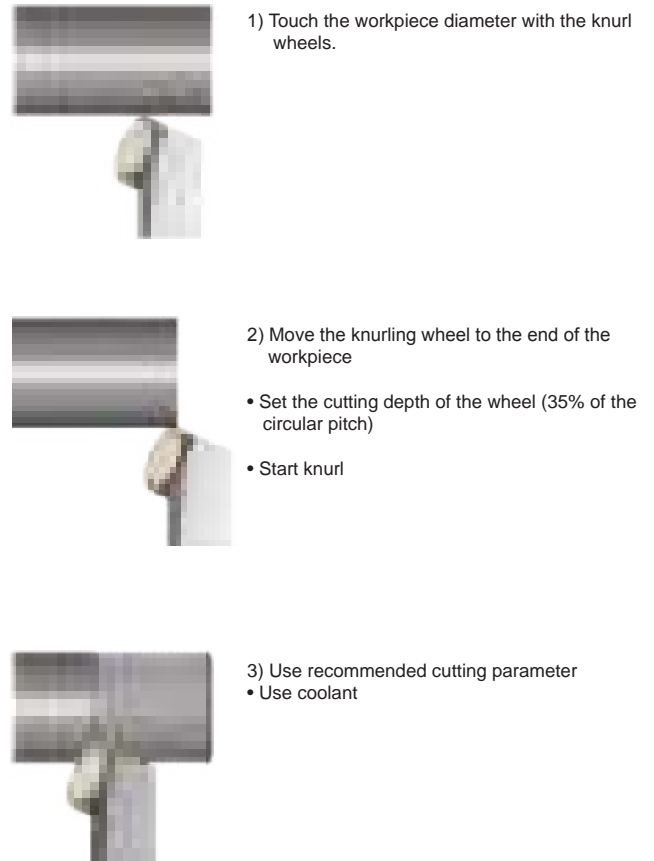 1) Touch the workpiece diameter with the knurl
wheels.
2) Move the knurling wheel to the end of the
workpiece
• Set the cutting depth of the wheel (35% of the
circular pitch)
• Start knurl
3) Use recommended cutting parameter
• Use coolant